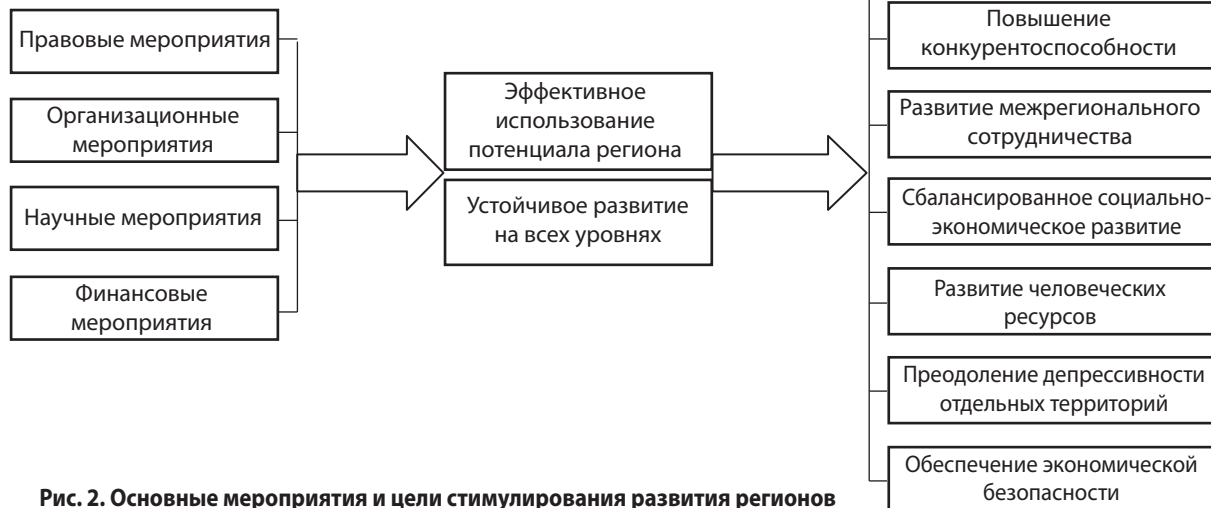 Правовые мероприятия
Организационные
мероприятия
Научные мероприятия
Финансовые
мероприятия
Эффективное
использование
потенциала региона
Устойчивое развитие
на всех уровнях
Повышение
конкурентоспособности
Развитие межрегионального
сотрудничества
Сбалансированное социально-
экономическое развитие
Развитие человеческих
ресурсов
Преодоление депрессивности
отдельных территорий
Обеспечение экономической
безопасности
Рис. 2. Основные мероприятия и цели стимулирования развития регионов